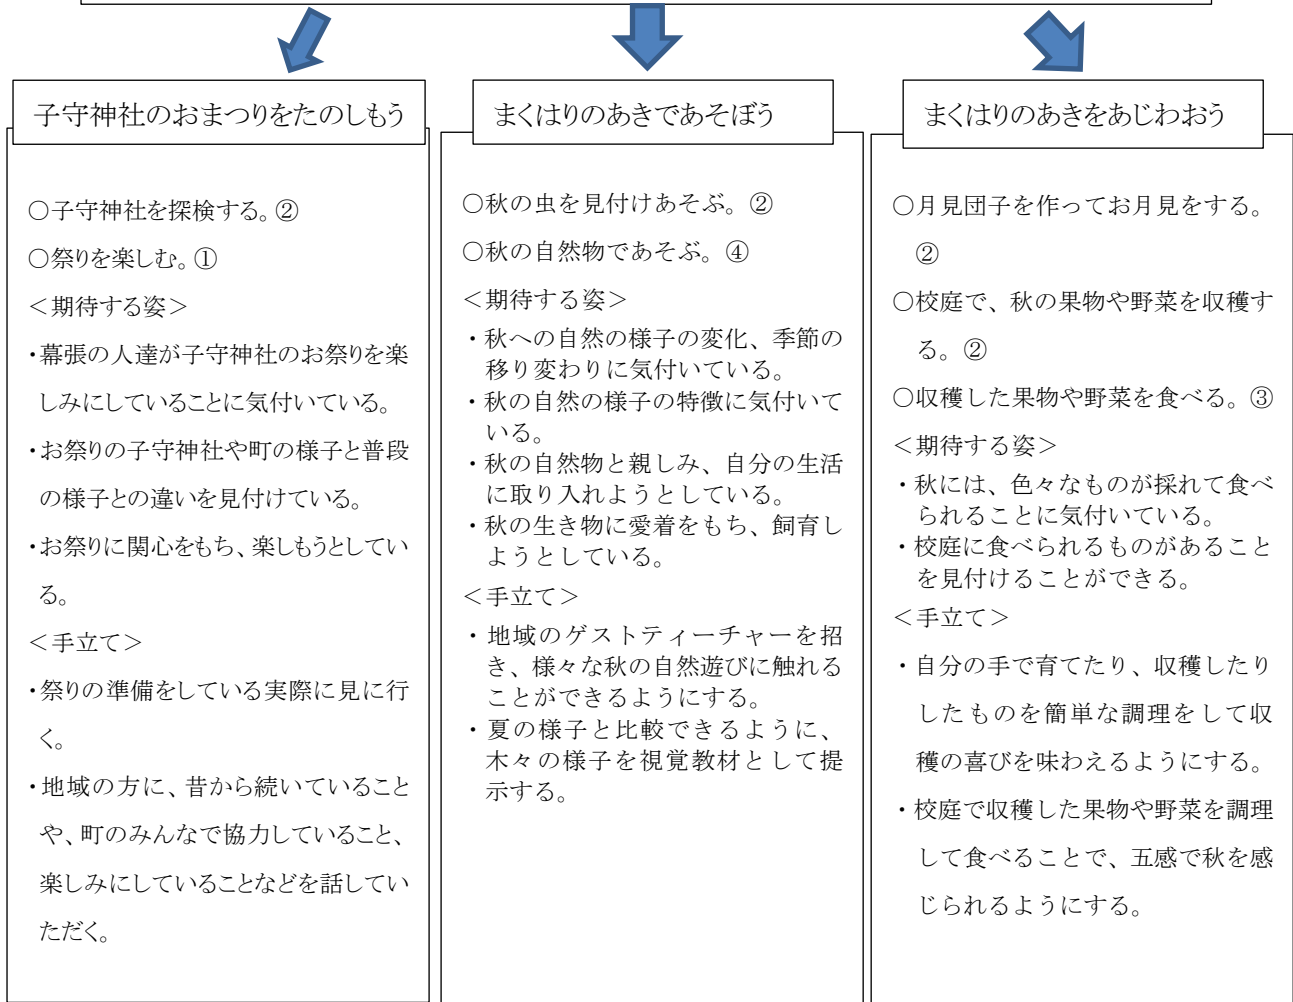 子守神社のおまつりをたのしもう
○子守神社を探検する。②
○祭りを楽しむ。①
＜期待する姿＞
・幕張の人達が子守神社のお祭りを楽
しみにしていることに気付いている。
・お祭りの子守神社や町の様子と普段
の様子との違いを見付けている。
・お祭りに関心をもち、楽しもうとしてい
る。
＜手立て＞
・祭りの準備をしている実際に見に行
く。
・地域の方に、昔から続いていること
や、町のみんなで協力していること、
楽しみにしていることなどを話してい
ただく。
まくはりのあきであそぼう
○秋の虫を見付けあそぶ。②
○秋の自然物であそぶ。④
＜期待する姿＞
・秋への自然の様子の変化、季節の
移り変わりに気付いている。
・秋の自然の様子の特徴に気付いて
いる。
・秋の自然物と親しみ、自分の生活
に取り入れようとしている。
・秋の生き物に愛着をもち、飼育し
ようとしている。
＜手立て＞
・地域のゲストティーチャーを招
き、様々な秋の自然遊びに触れる
ことができるようにする。
・夏の様子と比較できるように、
木々の様子を視覚教材として提
示する。
まくはりのあきをあじわおう
○月見団子を作ってお月見をする。
②
○校庭で、秋の果物や野菜を収穫す
る。②
○収穫した果物や野菜を食べる。③
＜期待する姿＞
・秋には、色々なものが採れて食べ
られることに気付いている。
・校庭に食べられるものがあること
を見付けることができる。
＜手立て＞
・自分の手で育てたり、収穫したり
したものを簡単な調理をして収
穫の喜びを味わえるようにする。
・校庭で収穫した果物や野菜を調理
して食べることで、五感で秋を感
じられるようにする。